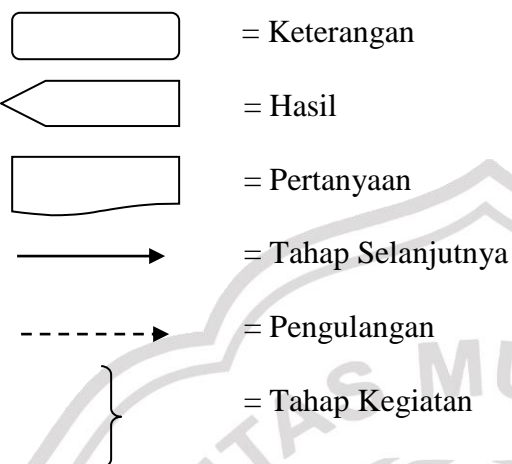 = Keterangan
= Hasil
= Pertanyaan
= Tahap Selanjutnya
= Pengulangan
= Tahap Kegiatan